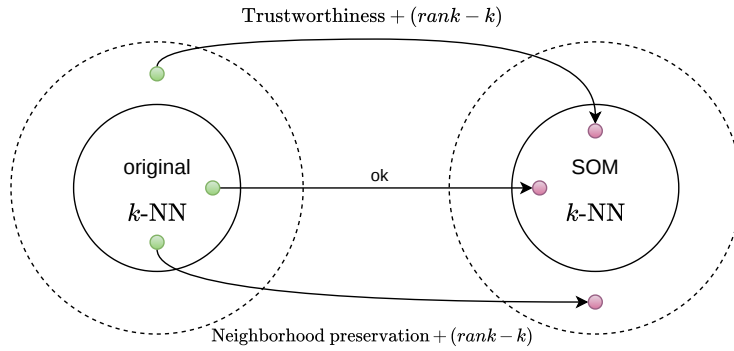 Trustworthiness + (rank − k)
original
SOM
ok
k-NN
k-NN
Neighborhood preservation + (rank − k)